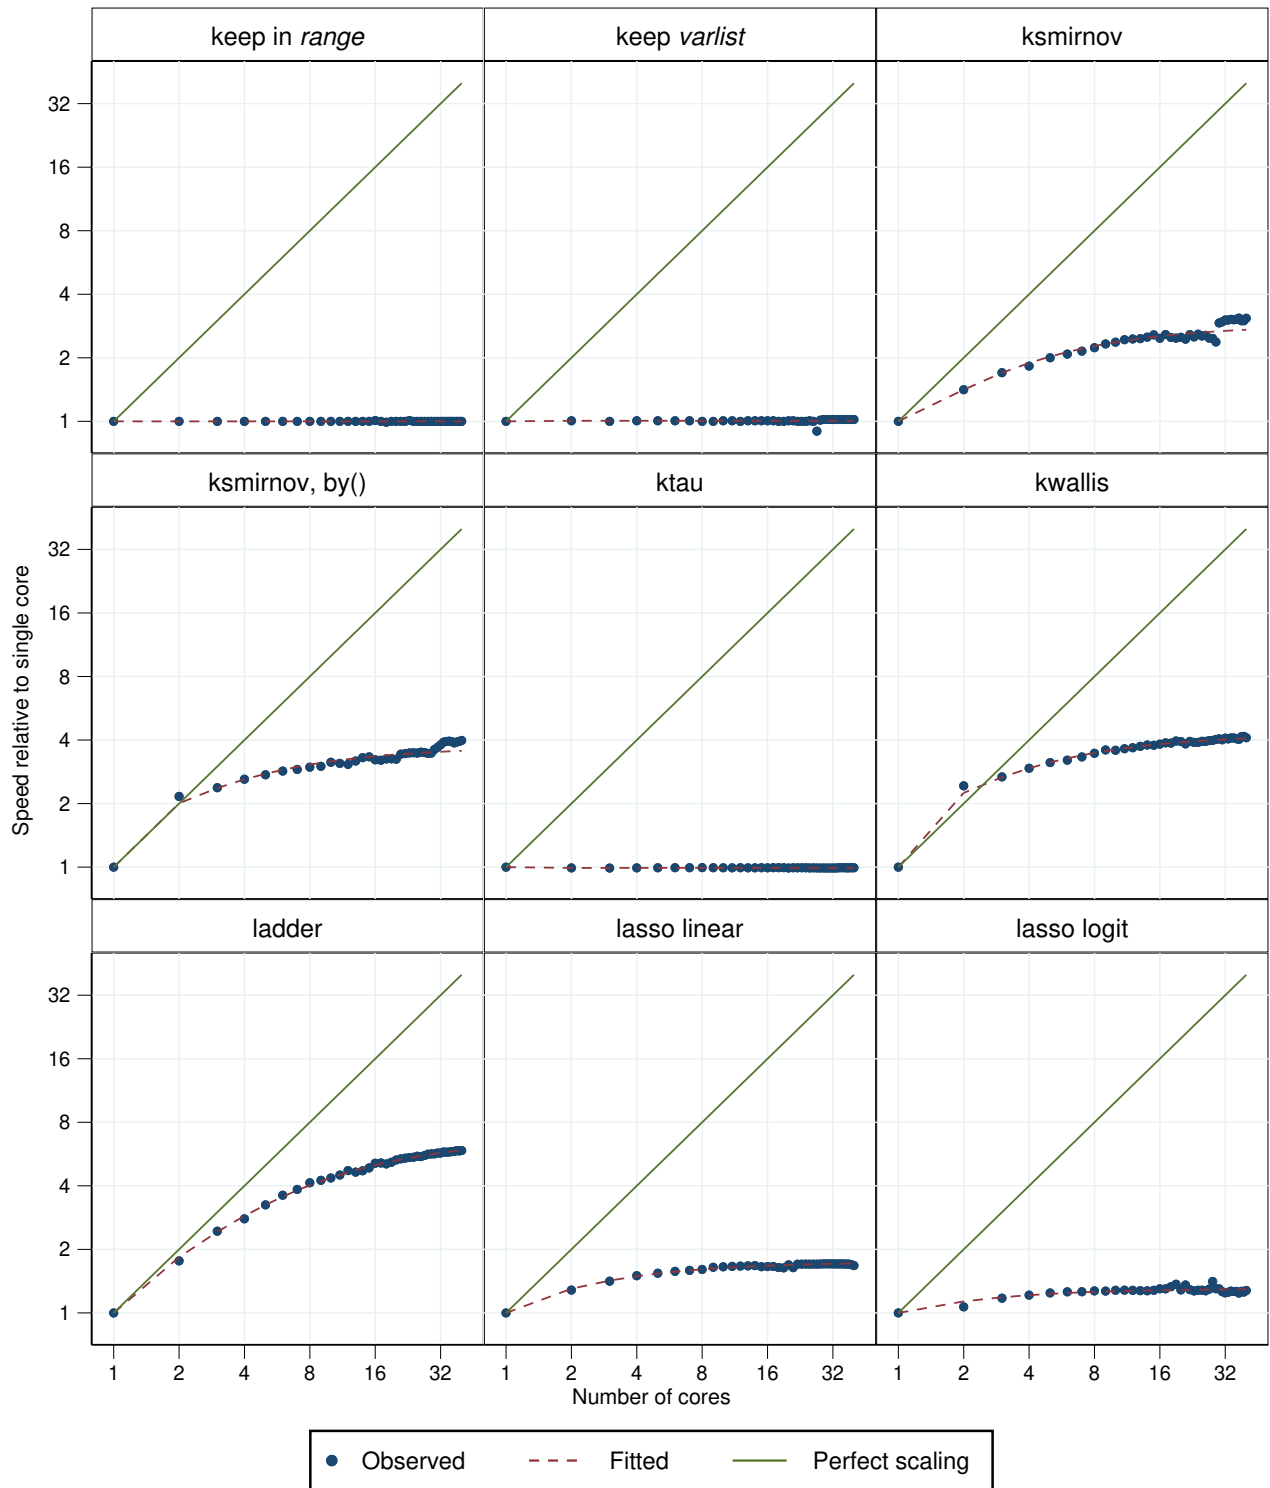 keep in range
keep varlist
ksmirnov
32
16
8
4
2
1
ksmirnov, by()
ktau
kwallis
32
16
8
4
2
1
Speed relative to single core
ladder
lasso linear
lasso logit
32
16
8
4
2
1
1 2 4 8 16 32 1 2 4 8 16 32 1 2 4 8 16 32
Number of cores
Observed Fitted Perfect scaling